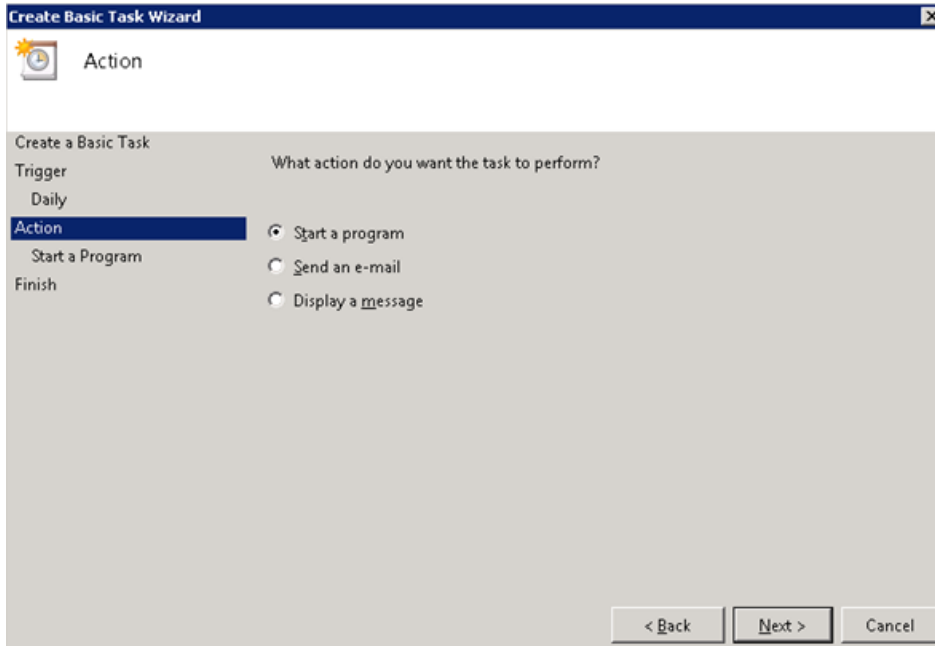 Create Basic Task Wizard
Action
Create a Basic Task
Trigger
Daily
Action
Start a Program
Finish
What action do you want the task to perform?
Start a program
Send an e-mail
Display a message
< Back
Next >
Cancel